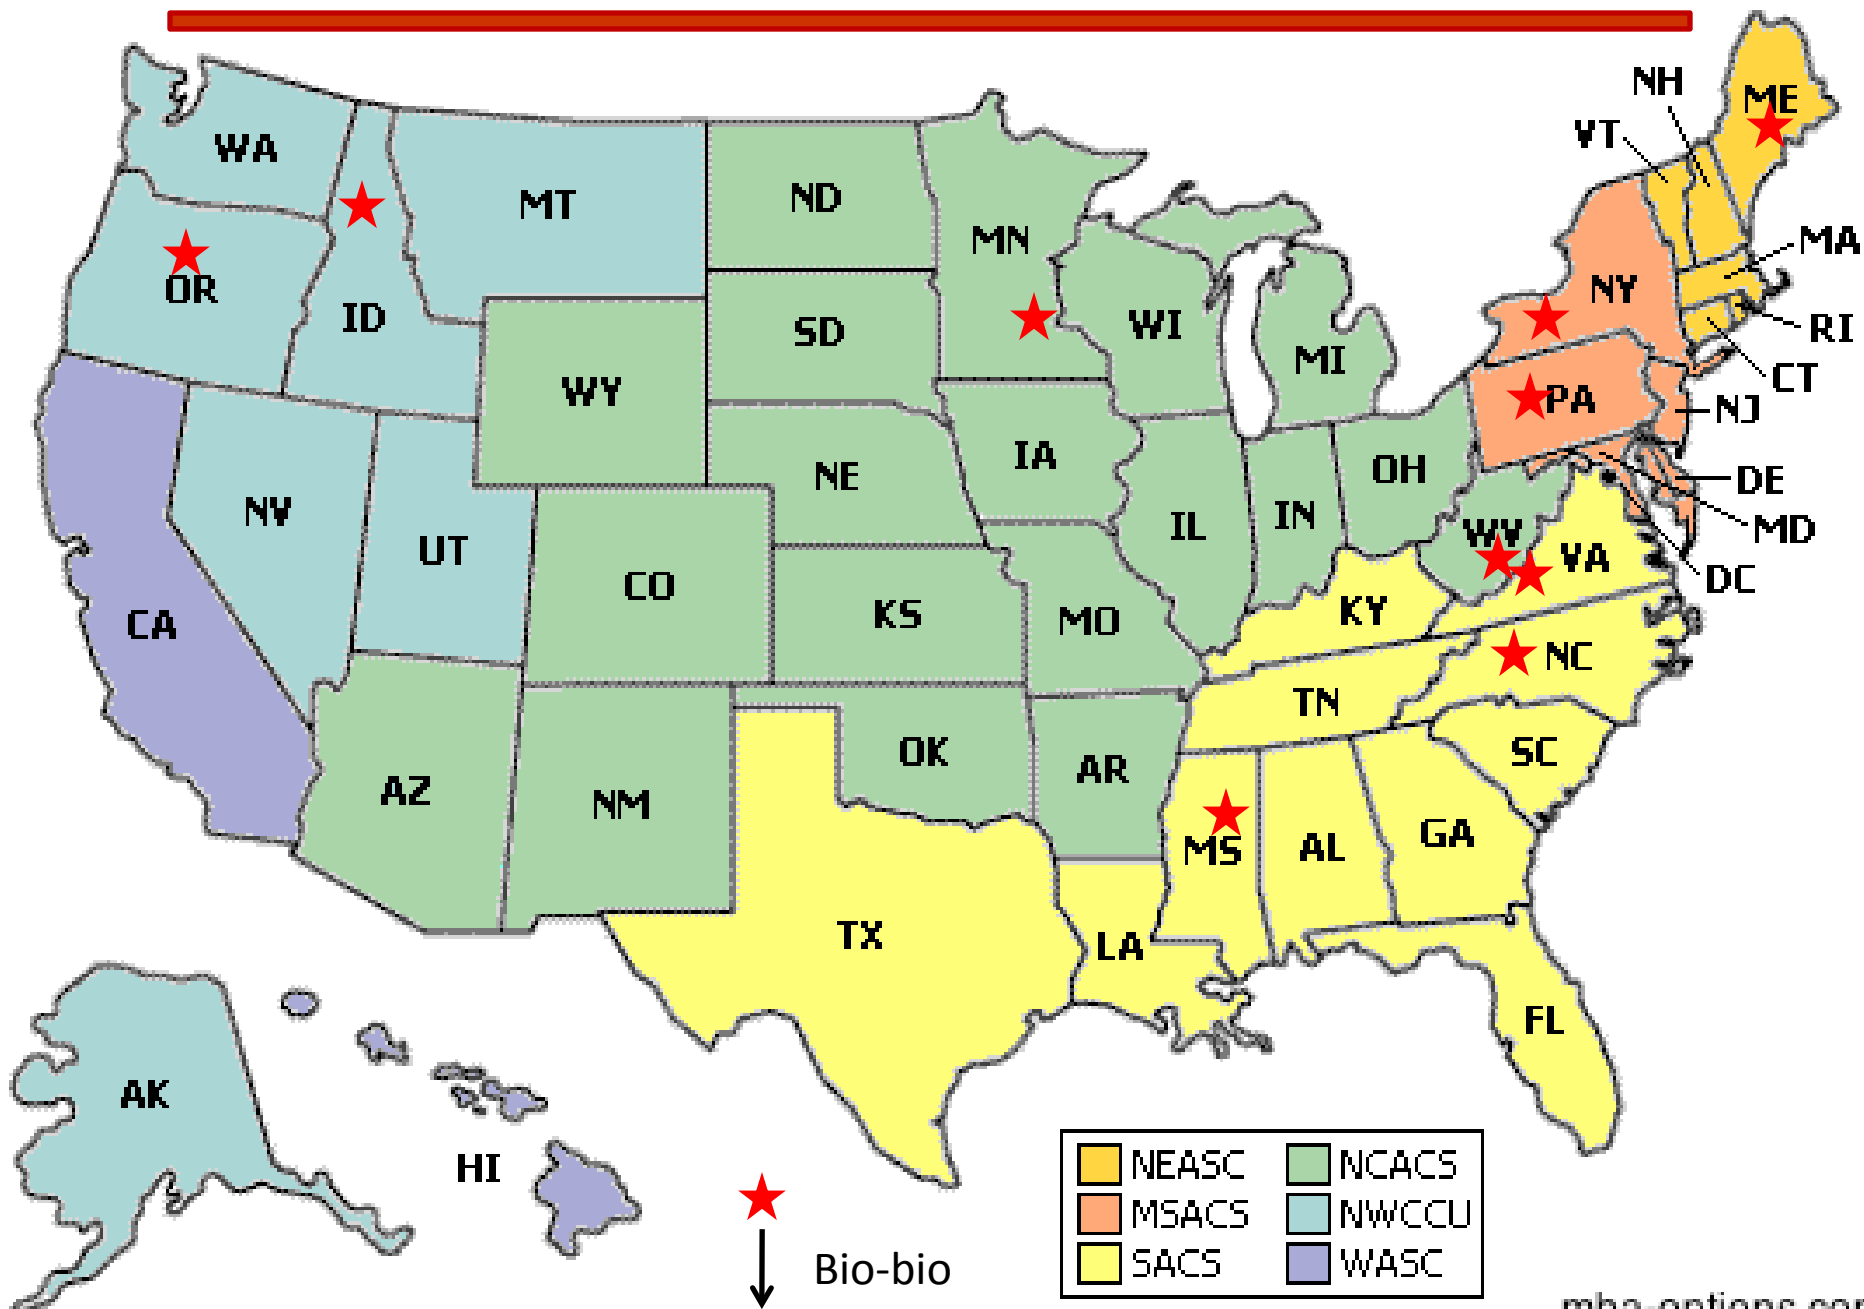 NH
ME
VT
WA
MT
ND
MN
MA
OR
ID
NY
SD
WI
RI
MI
CT
WY
PA
NJ
IA
NE
OH
DE
NV
IL
IN
MD
UT
WV
VA
DC
CO
KS
KY
CA
MO
NC
TN
OK
SC
AR
AZ
NM
GA
MS
AL
TX
LA
FL
AK
HI
NEASC NCACS
MSACS NWCCU
SACS WASC
Bio-bio